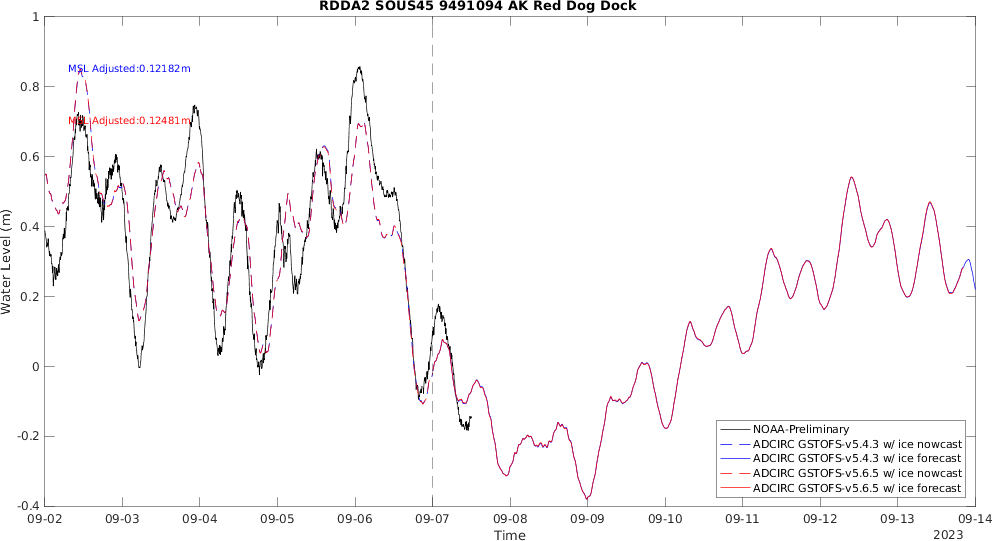 RDDA2 SOUS45 9491094 AK Red Dog Dock
1
0.8
0.6
0.4
0.2
0
-0.2
-0.4
Water Level (m)
MSL Adjusted:0.12182m
MSL Adjusted:0.12481m
NOAA-Preliminary
ADCIRC GSTOFS-v5.4.3 w/ ice nowcast
ADCIRC GSTOFS-v5.4.3 w/ ice forecast
ADCIRC GSTOFS-v5.6.5 w/ ice nowcast
ADCIRC GSTOFS-v5.6.5 w/ ice forecast
09-02 09-03 09-04 09-05 09-06 09-07 09-08 09-09 09-10 09-11 09-12 09-13 09-14
Time
2023